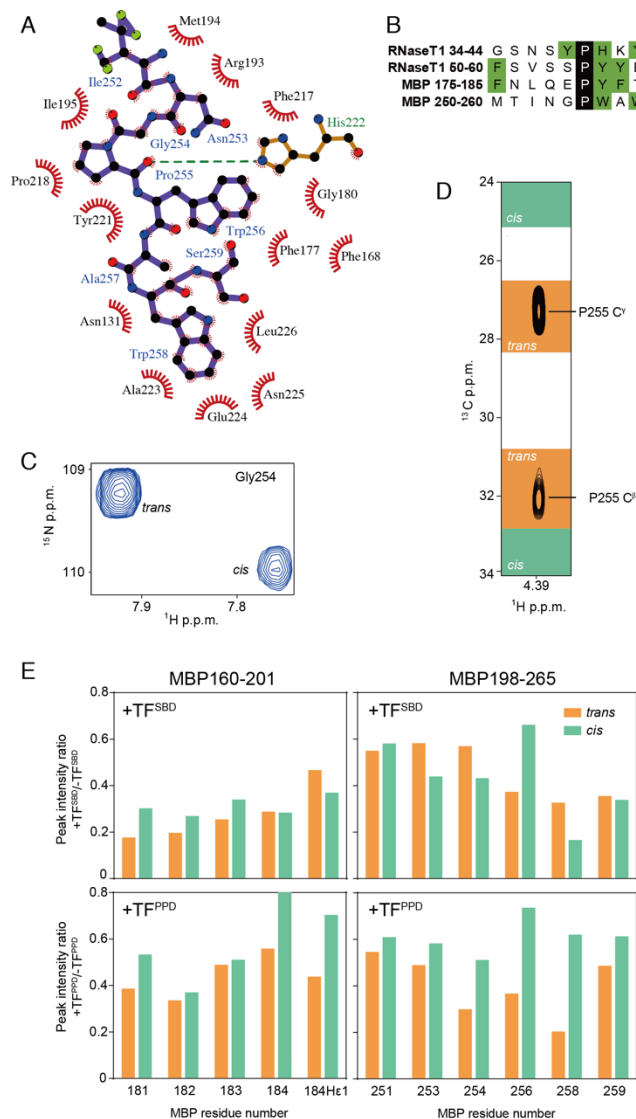 A
Met194
Arg193
Ile252
Ile195
Phe217
His222
Gly254
Asn253
Pro218
Pro255
Gly180
Tyr221
Trp256
Ser259
Phe177
Phe168
Ala257
Asn131
Leu226
Trp258
Ala223
Asn225
Glu224
B
RNaseT1 34-44 G S N S Y P H K Y
RNaseT1 50-60 F S V S S P Y Y
MBP 175-185 F N L Q E P Y F T
MBP 250-260 M T I N G P W A W
C
109
Gly254
trans
15N p.p.m.
cis
110
7.9 7.8
1H p.p.m.
D
24
cis
26
P255 Cγ
28
trans
13C p.p.m.
30
trans
32
P255 Cβ
cis
34
4.39
1H p.p.m.
E
MBP160-201 MBP198-265
0.8
+TFSBD +TFSBD
trans
cis
0.6
0.4
0.2
0
Peak intensity ratio
+TFSBD/-TFSBD
0.8
+TFPPD +TFPPD
0.6
0.4
0.2
0
Peak intensity ratio
+TFPPD/-TFPPD
181 182 183 184 184Hε1 251 253 254 256 258 259
MBP residue number MBP residue number